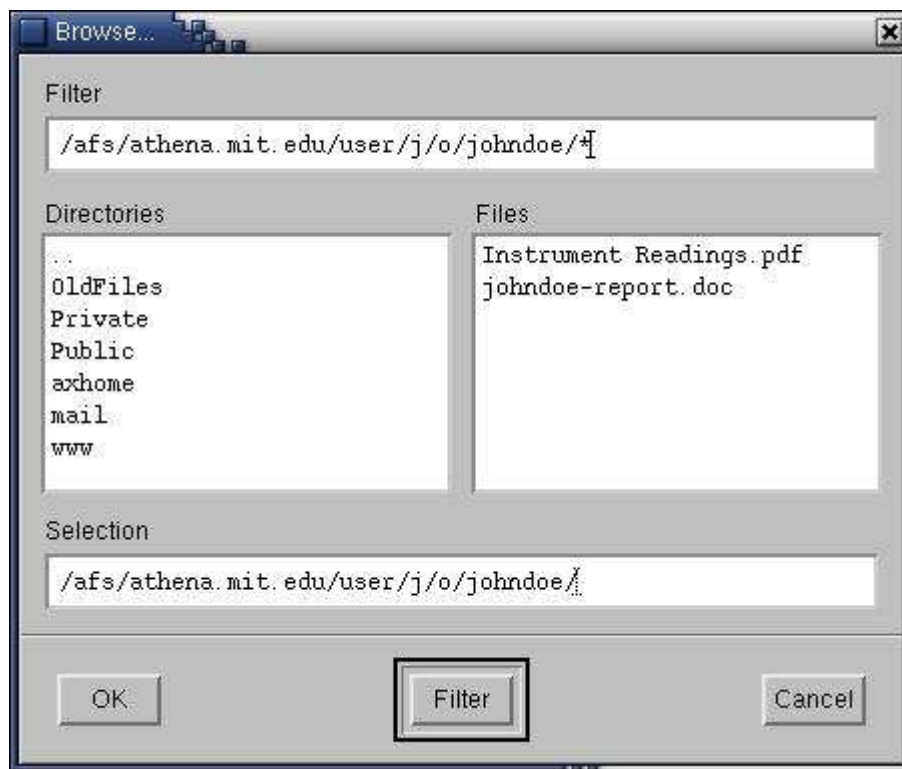 Browse...
Filter
/afs/athena.mit.edu/user/j/o/johndoe/*
Directories
..
OldFiles
Private
Public
axhome
mail
www
Files
Instrument Readings.pdf
johndoe-report.doc
Selection
/afs/athena.mit.edu/user/j/o/johndoe/
OK
Filter
Cancel